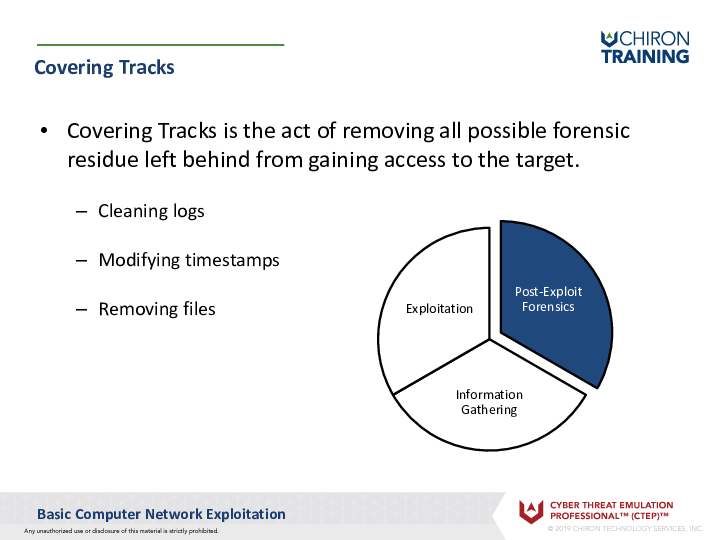 CHIRON
TRAINING
Covering Tracks
• Covering Tracks is the act of removing all possible forensic
residue left behind from gaining access to the target.
– Cleaning logs
– Modifying timestamps
– Removing files
Post-Exploit
Forensics
Exploitation
Information
Gathering
Basic Computer Network Exploitation
CYBER THREAT EMULATION
PROFESSIONAL™ (CTEP)™
Any unauthorized use or disclosure of this material is strictly prohibited.
© 2019 CHIRON TECHNOLOGY SERVICES, INC.